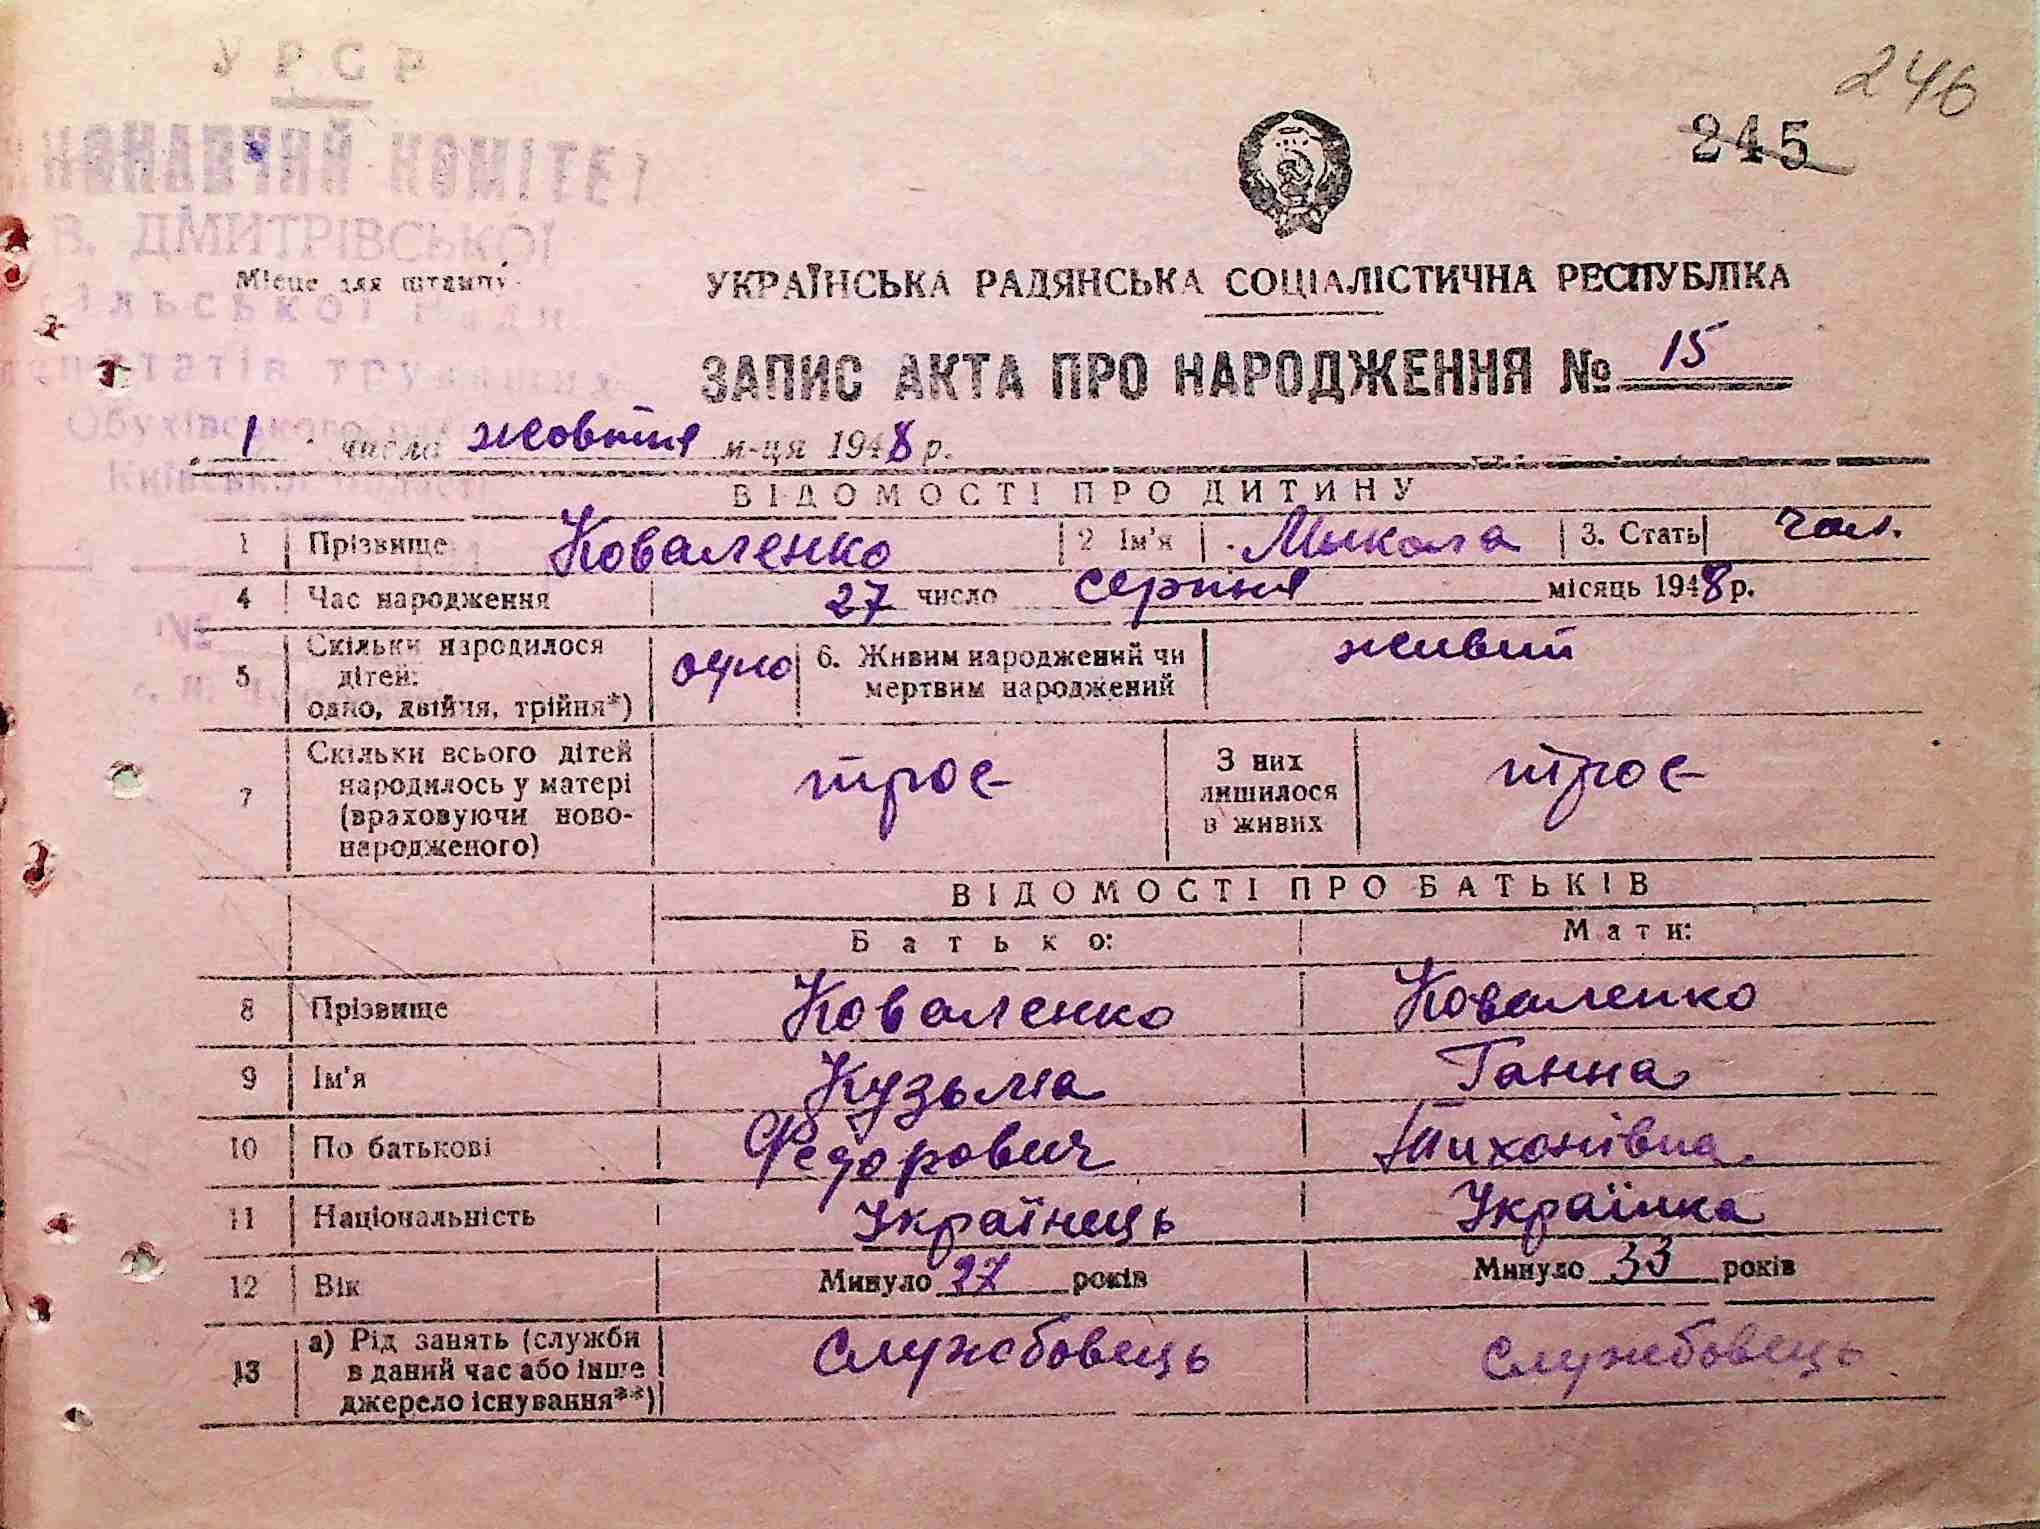 УРСР
246
245
ВИКОНАВЧИЙ КОМІТЕТ
В. ДМИТРІВСЬКОЇ
Місце для штампу
УКРАЇНСЬКА РАДЯНСЬКА СОЦІАЛІСТИЧНА РЕСПУБЛІКА
сільської Ради
депутатів трудящих
ЗАПИС АКТА ПРО НАРОДЖЕННЯ № 15
Обухівського
1 числа жовтня м-ця 1948 р.
Київської області
ВІДОМОСТІ ПРО ДИТИНУ
1 Прізвище Коваленко 2 Ім'я Микола 3. Стать чол.
4 Час народження 27 число серпня місяць 1948 р.
№
5 Скільки народилося дітей: одно, двійня, трійня*) одно 6. Живим народжений чи мертвим народжений живий
7 Скільки всього дітей народилось у матері (враховуючи новонародженого) троє З них лишилося в живих троє
ВІДОМОСТІ ПРО БАТЬКІВ
Батько: Мати:
8 Прізвище Коваленко Коваленко
9 Ім'я Кузьма Ганна
10 По батькові Федорович Тихонівна
11 Національність Українець Українка
12 Вік Минуло 37 років Минуло 33 років
13 а) Рід занять (служби в даний час або інше джерело існування**) Службовець Службовець